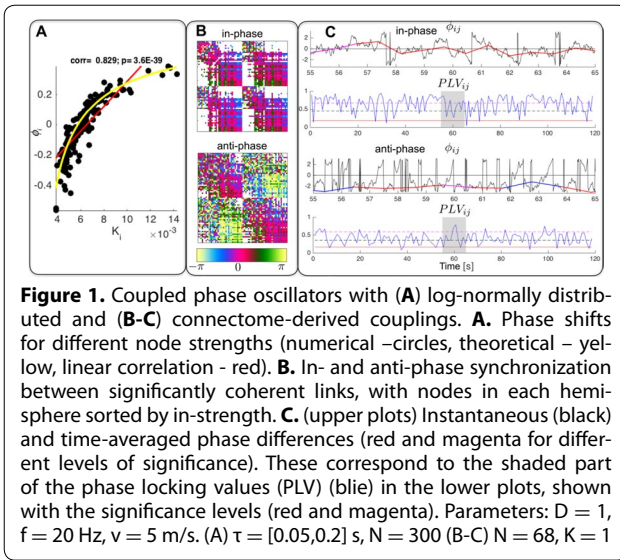 A
corr= 0.829; p= 3.6E-39
ϕi
0.2
0
-0.2
-0.4
4 6 8 10 12 14
Ki ×10-3
B
in-phase
anti-phase
−π 0 π
C
in-phase ϕij
2
0
-2
55 56 57 58 59 60 61 62 63 64 65
PLVij
1
0.5
0
0 20 40 60 80 100 120
anti-phase ϕij
2
0
-2
55 56 57 58 59 60 61 62 63 64 65
PLVij
1
0.5
0
0 20 40 60 80 100 120
Time [s]
Figure 1. Coupled phase oscillators with (A) log-normally distrib-
uted and (B-C) connectome-derived couplings. A. Phase shifts
for different node strengths (numerical –circles, theoretical – yel-
low, linear correlation - red). B. In- and anti-phase synchronization
between significantly coherent links, with nodes in each hemi-
sphere sorted by in-strength. C. (upper plots) Instantaneous (black)
and time-averaged phase differences (red and magenta for differ-
ent levels of significance). These correspond to the shaded part
of the phase locking values (PLV) (blie) in the lower plots, shown
with the significance levels (red and magenta). Parameters: D = 1,
f = 20 Hz, v = 5 m/s. (A) τ = [0.05,0.2] s, N = 300 (B-C) N = 68, K = 1